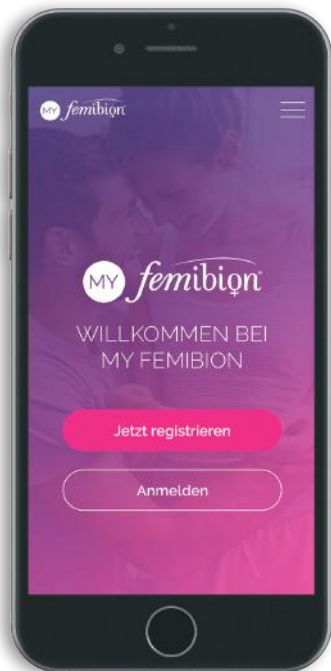 MY femibion
MY femibion
WILLKOMMEN BEI
MY FEMIBION
Jetzt registrieren
Anmelden